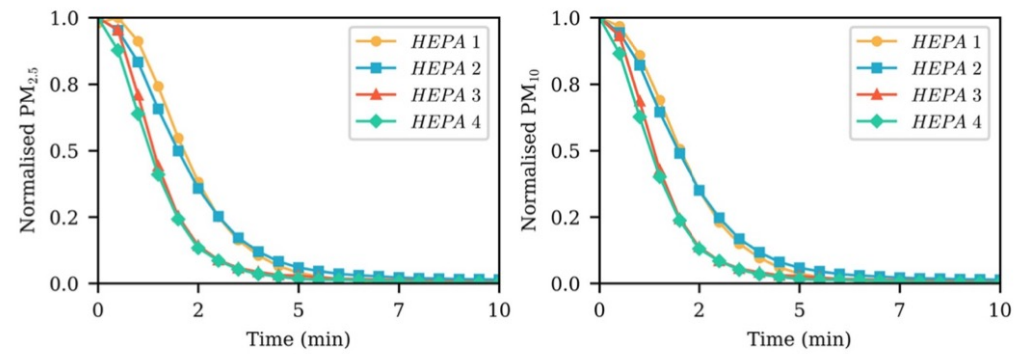 Normalised PM2.5
1.0
0.8
0.5
0.2
0.0
0 2 5 7 10
Time (min)
HEPA 1
HEPA 2
HEPA 3
HEPA 4
Normalised PM10
1.0
0.8
0.5
0.2
0.0
0 2 5 7 10
Time (min)
HEPA 1
HEPA 2
HEPA 3
HEPA 4